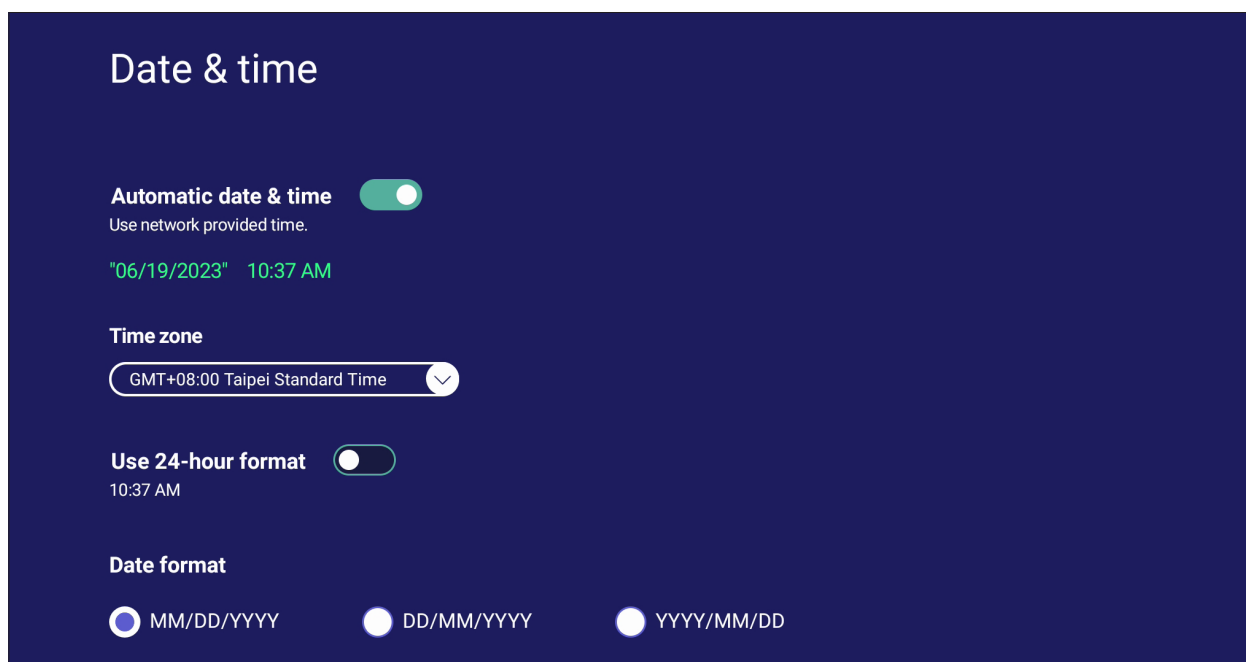 Date & time
Automatic date & time
Use network provided time.
"06/19/2023" 10:37 AM
Time zone
GMT+08:00 Taipei Standard Time
Use 24-hour format
10:37 AM
Date format
MM/DD/YYYY DD/MM/YYYY YYYY/MM/DD